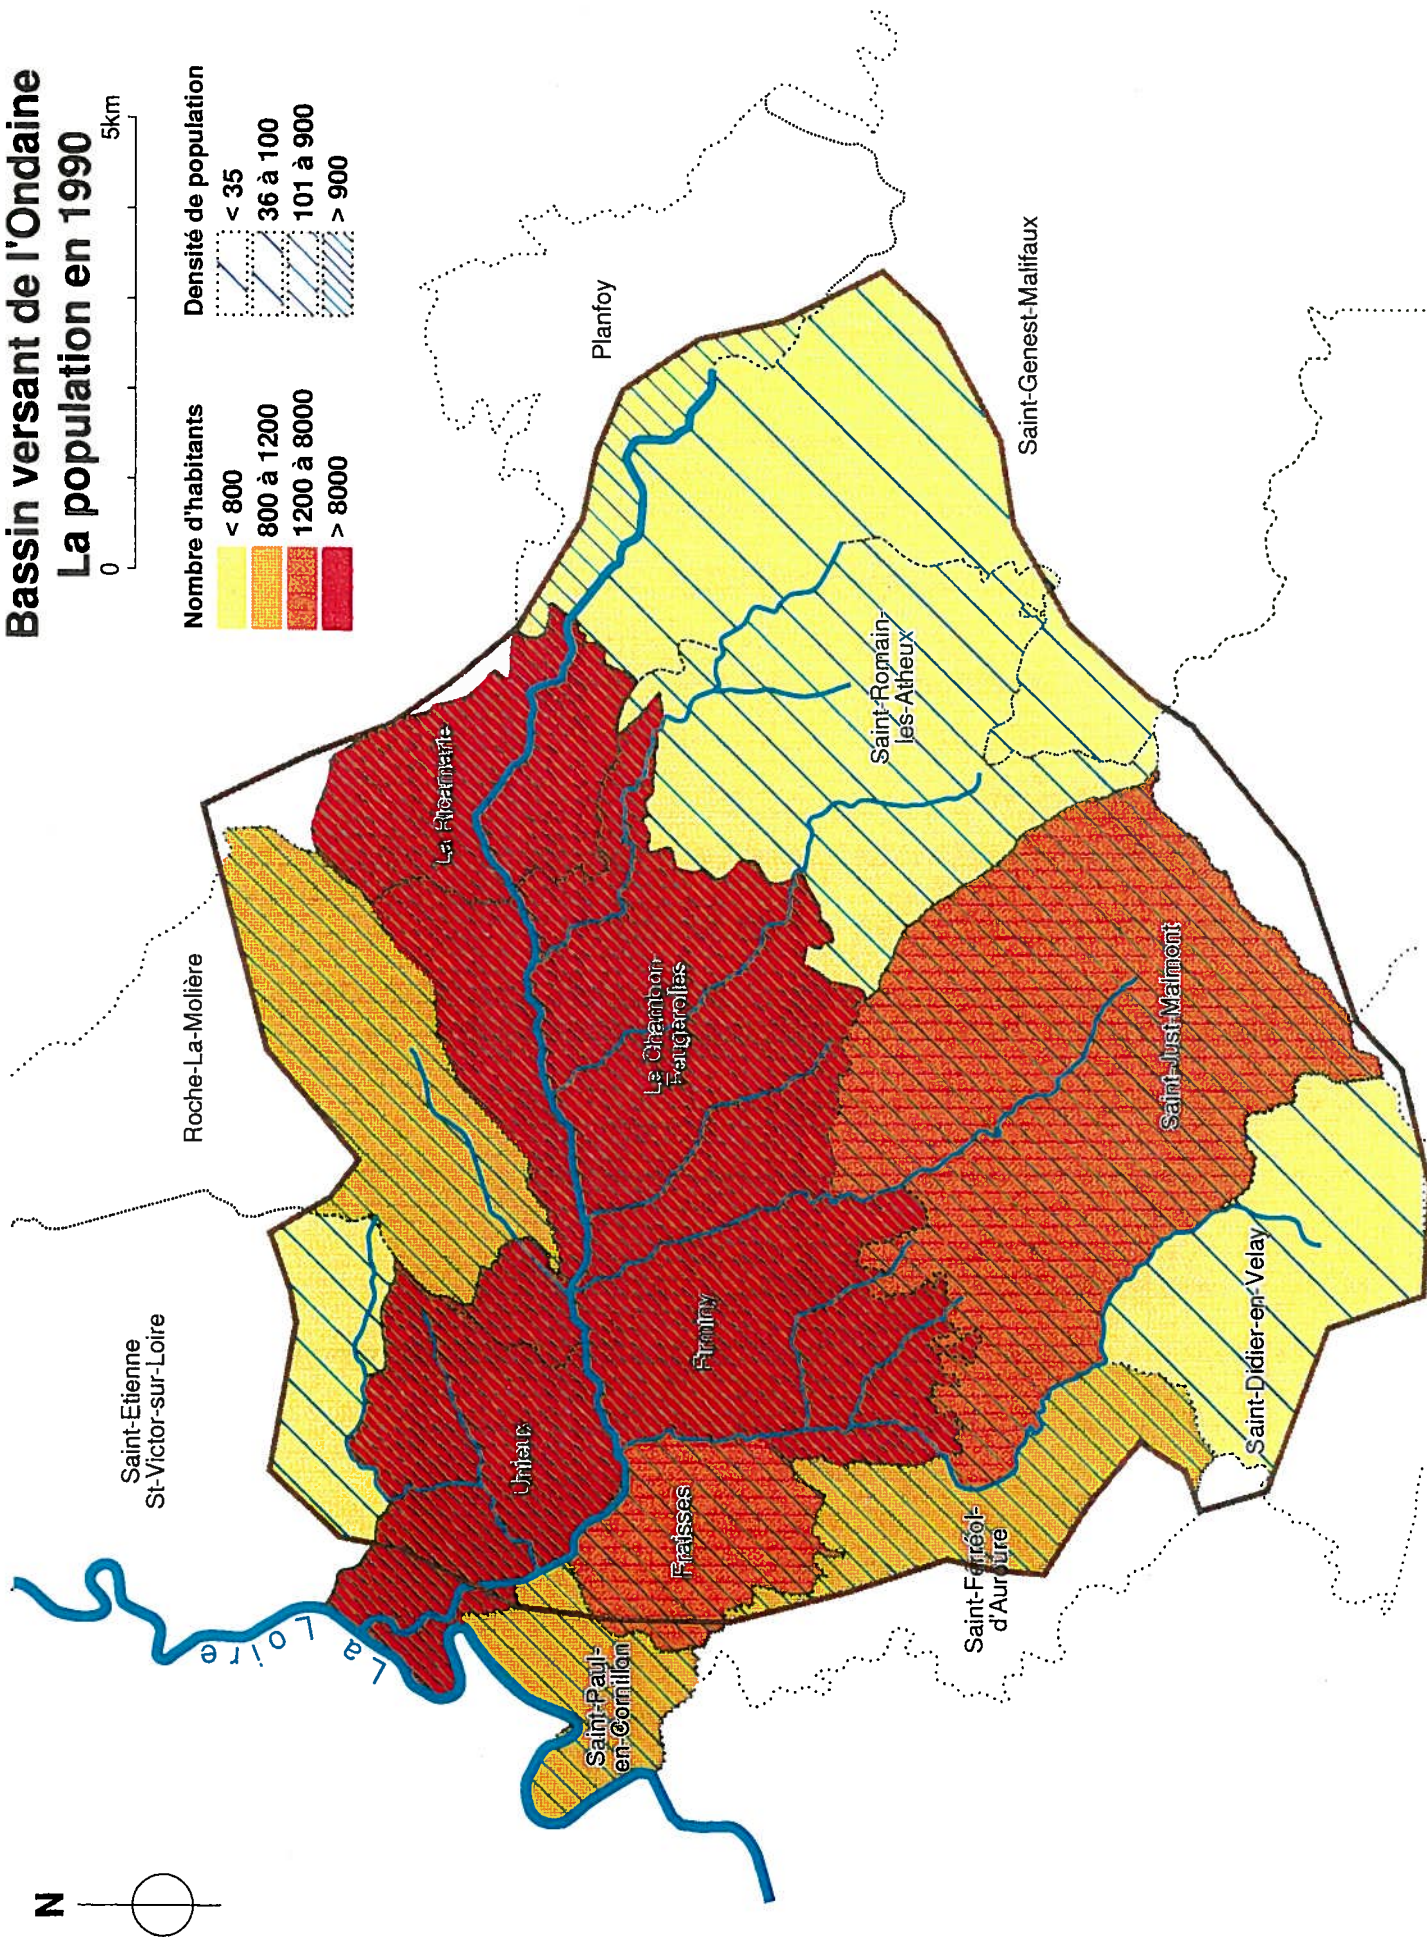 Bassin versant de l'Ondaine
La population en 1990
0
5km
Nombre d'habitants
< 800
800 à 1200
1200 à 8000
> 8000
Densité de population
< 35
36 à 100
101 à 900
> 900
N
Saint-Etienne
St-Victor-sur-Loire
Roche-La-Molière
La Loire
La Ricamarie
Planfoy
Unieux
Firminy
Le Chambon
Feugerolles
Fraisses
Saint-Paul-
en-Cornillon
Saint-Romain-
les-Atheux
Saint-Genest-Malifaux
Saint-Ferréol-
d'Auroure
Saint-Just-Malmont
Saint-Didier-en-Velay